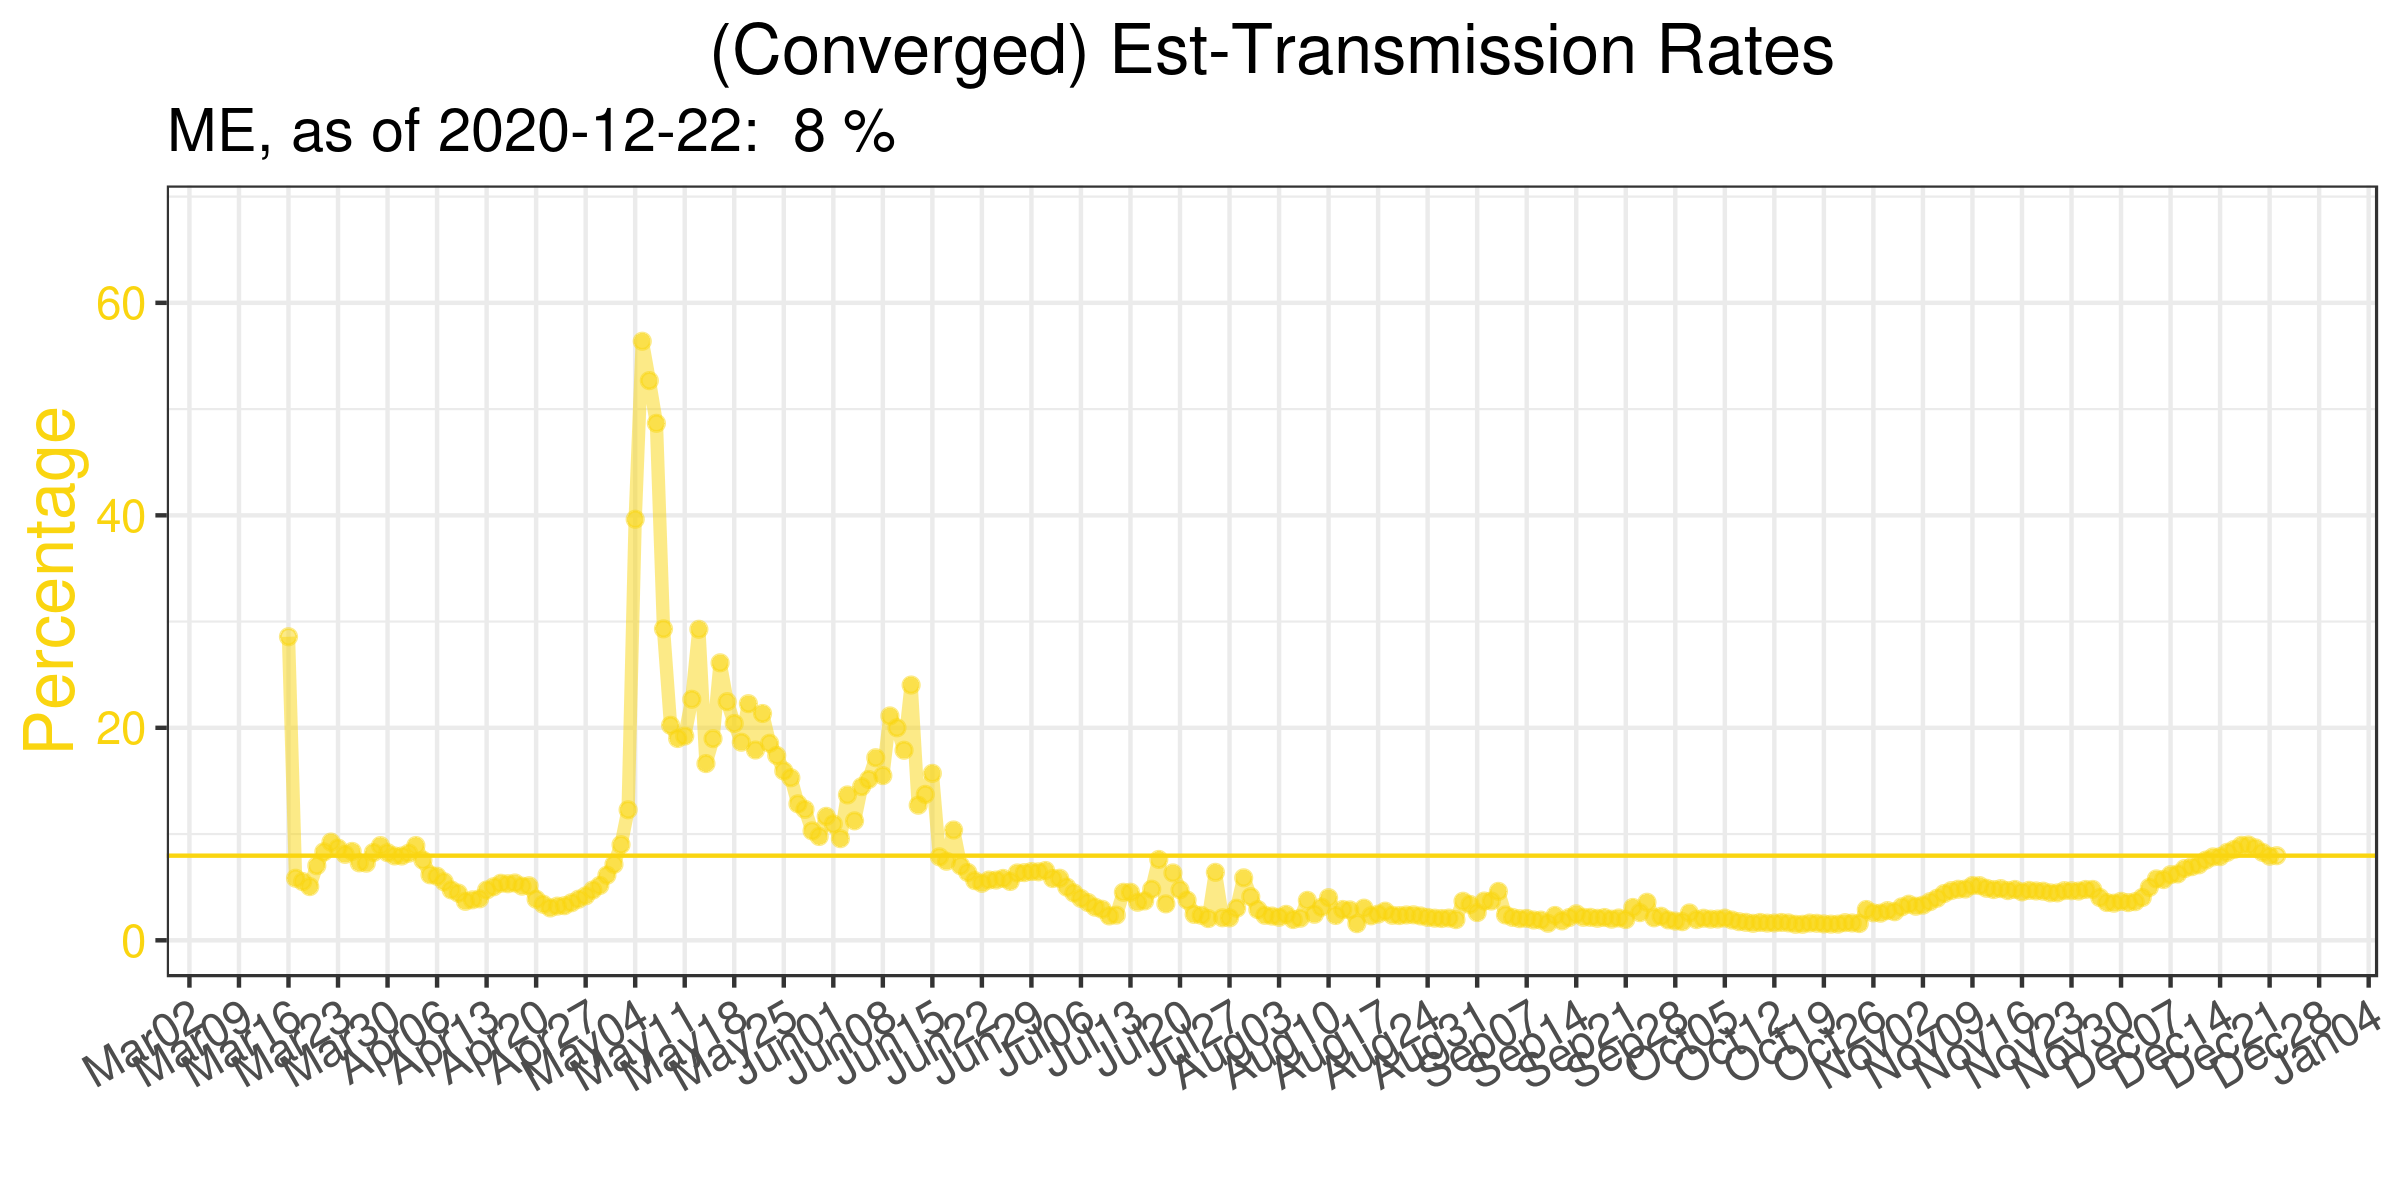 (Converged) Est-Transmission Rates
ME, as of 2020-12-22:  8 %
Percentage
60
40
20
0
Mar02
Mar09
Mar16
Mar23
Mar30
Apr06
Apr13
Apr20
Apr27
May04
May11
May18
May25
Jun01
Jun08
Jun15
Jun22
Jun29
Jul06
Jul13
Jul20
Jul27
Aug03
Aug10
Aug17
Aug24
Aug31
Sep07
Sep14
Sep21
Sep28
Oct05
Oct12
Oct19
Oct26
Nov02
Nov09
Nov16
Nov23
Nov30
Dec07
Dec14
Dec21
Dec28
Jan04